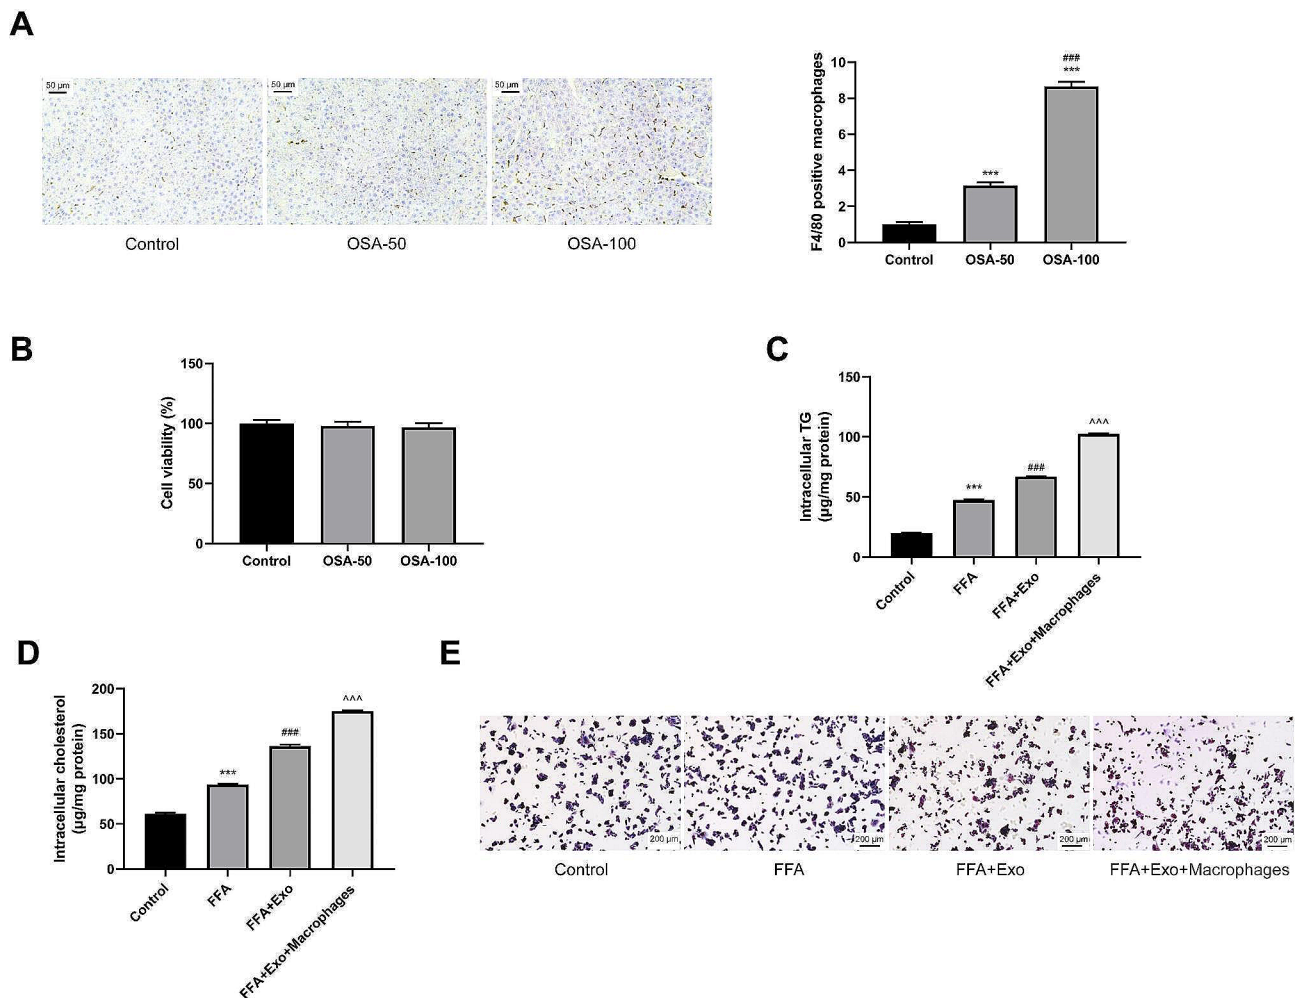 A
50 µm
50 µm
50 µm
Control
OSA-50
OSA-100
F4/80 positive macrophages
10
8
6
4
2
0
***
###
***
Control
OSA-50
OSA-100
B
Cell viability (%)
150
100
50
0
Control
OSA-50
OSA-100
C
Intracellular TG
(µg/mg protein)
150
100
50
0
***
###
^^^
Control
FFA
FFA+Exo
FFA+Exo+Macrophages
D
Intracellular cholesterol
(µg/mg protein)
200
150
100
50
0
***
###
^^^
Control
FFA
FFA+Exo
FFA+Exo+Macrophages
E
200 µm
200 µm
200 µm
200 µm
Control
FFA
FFA+Exo
FFA+Exo+Macrophages